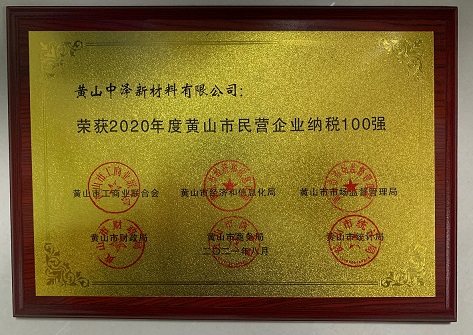 黄山中泽新材料有限公司：
荣获2020年度黄山市民营企业纳税100强
黄山市工商业联合会 黄山市经济和信息化局 黄山市市场监督管理局
黄山市财政局 黄山市商务局 黄山市统计局
二〇二一年八月